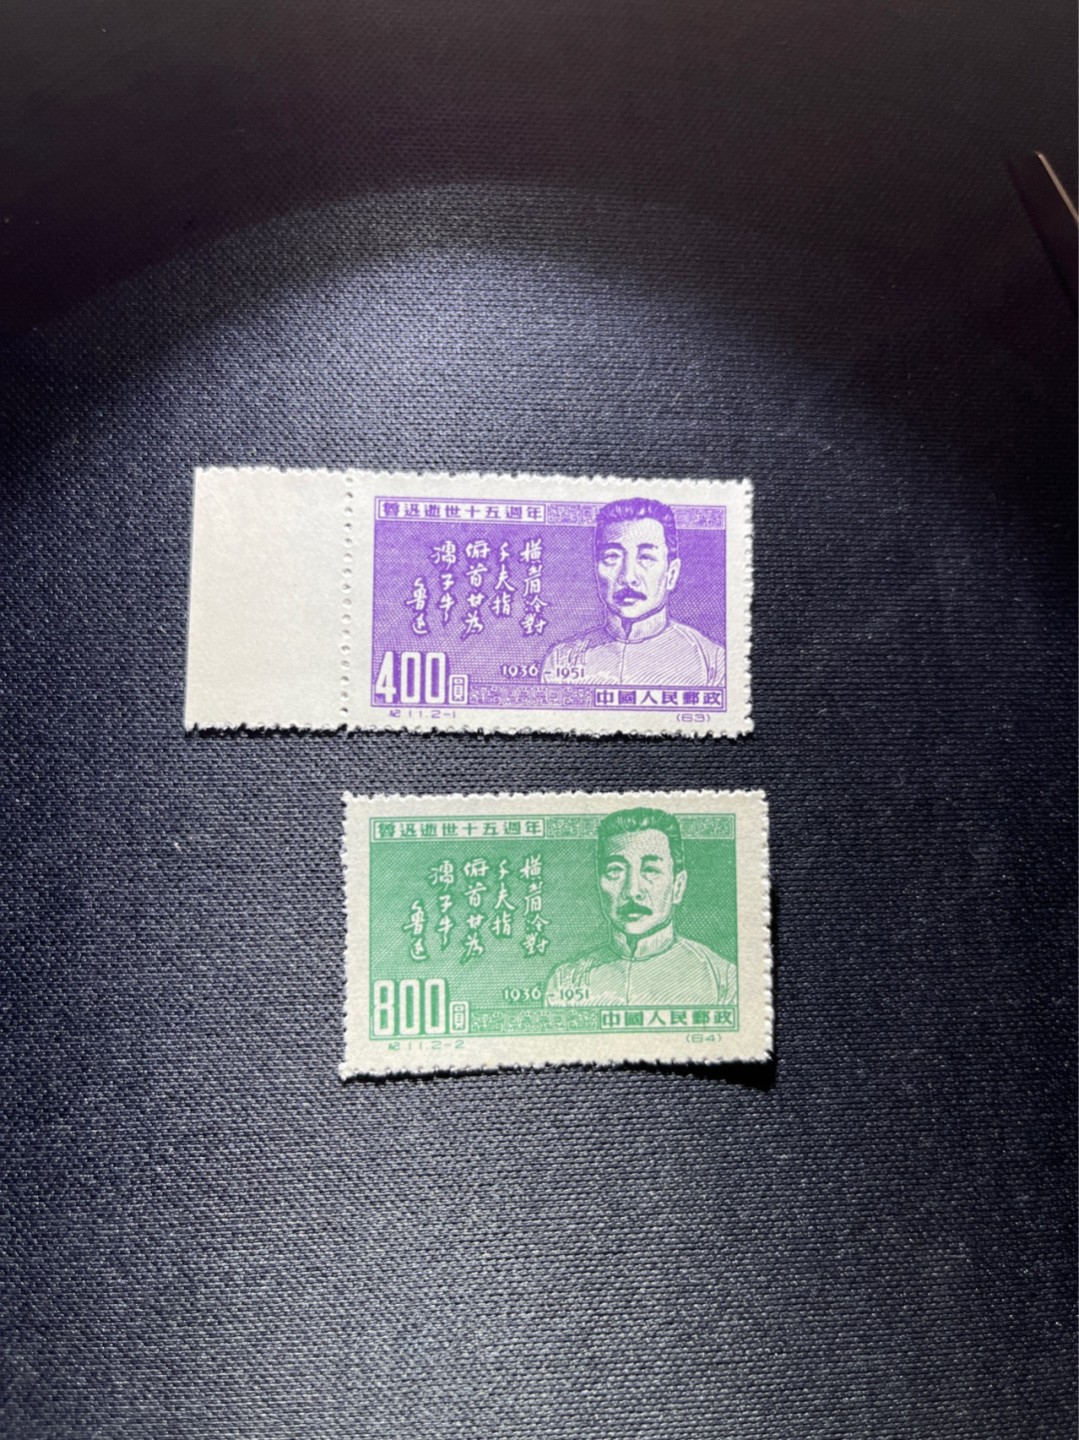 魯迅逝世十五週年
橫眉冷對
千夫指
俯首甘為
孺子牛
魯迅
1936-1951
400圓
中國人民郵政
紀11.2-1
(63)
魯迅逝世十五週年
橫眉冷對
千夫指
俯首甘為
孺子牛
魯迅
1936-1951
800圓
中國人民郵政
紀11.2-2
(64)